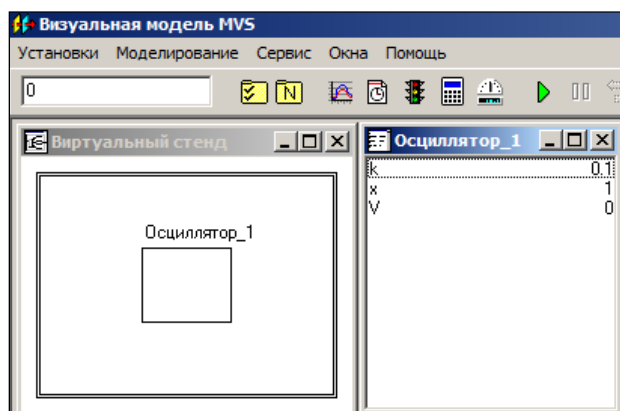 Визуальная модель MVS
Установки Моделирование Сервис Окна Помощь
0
N
Виртуальный стенд
Осциллятор_1
Осциллятор_1
k 0.1
x 1
V 0